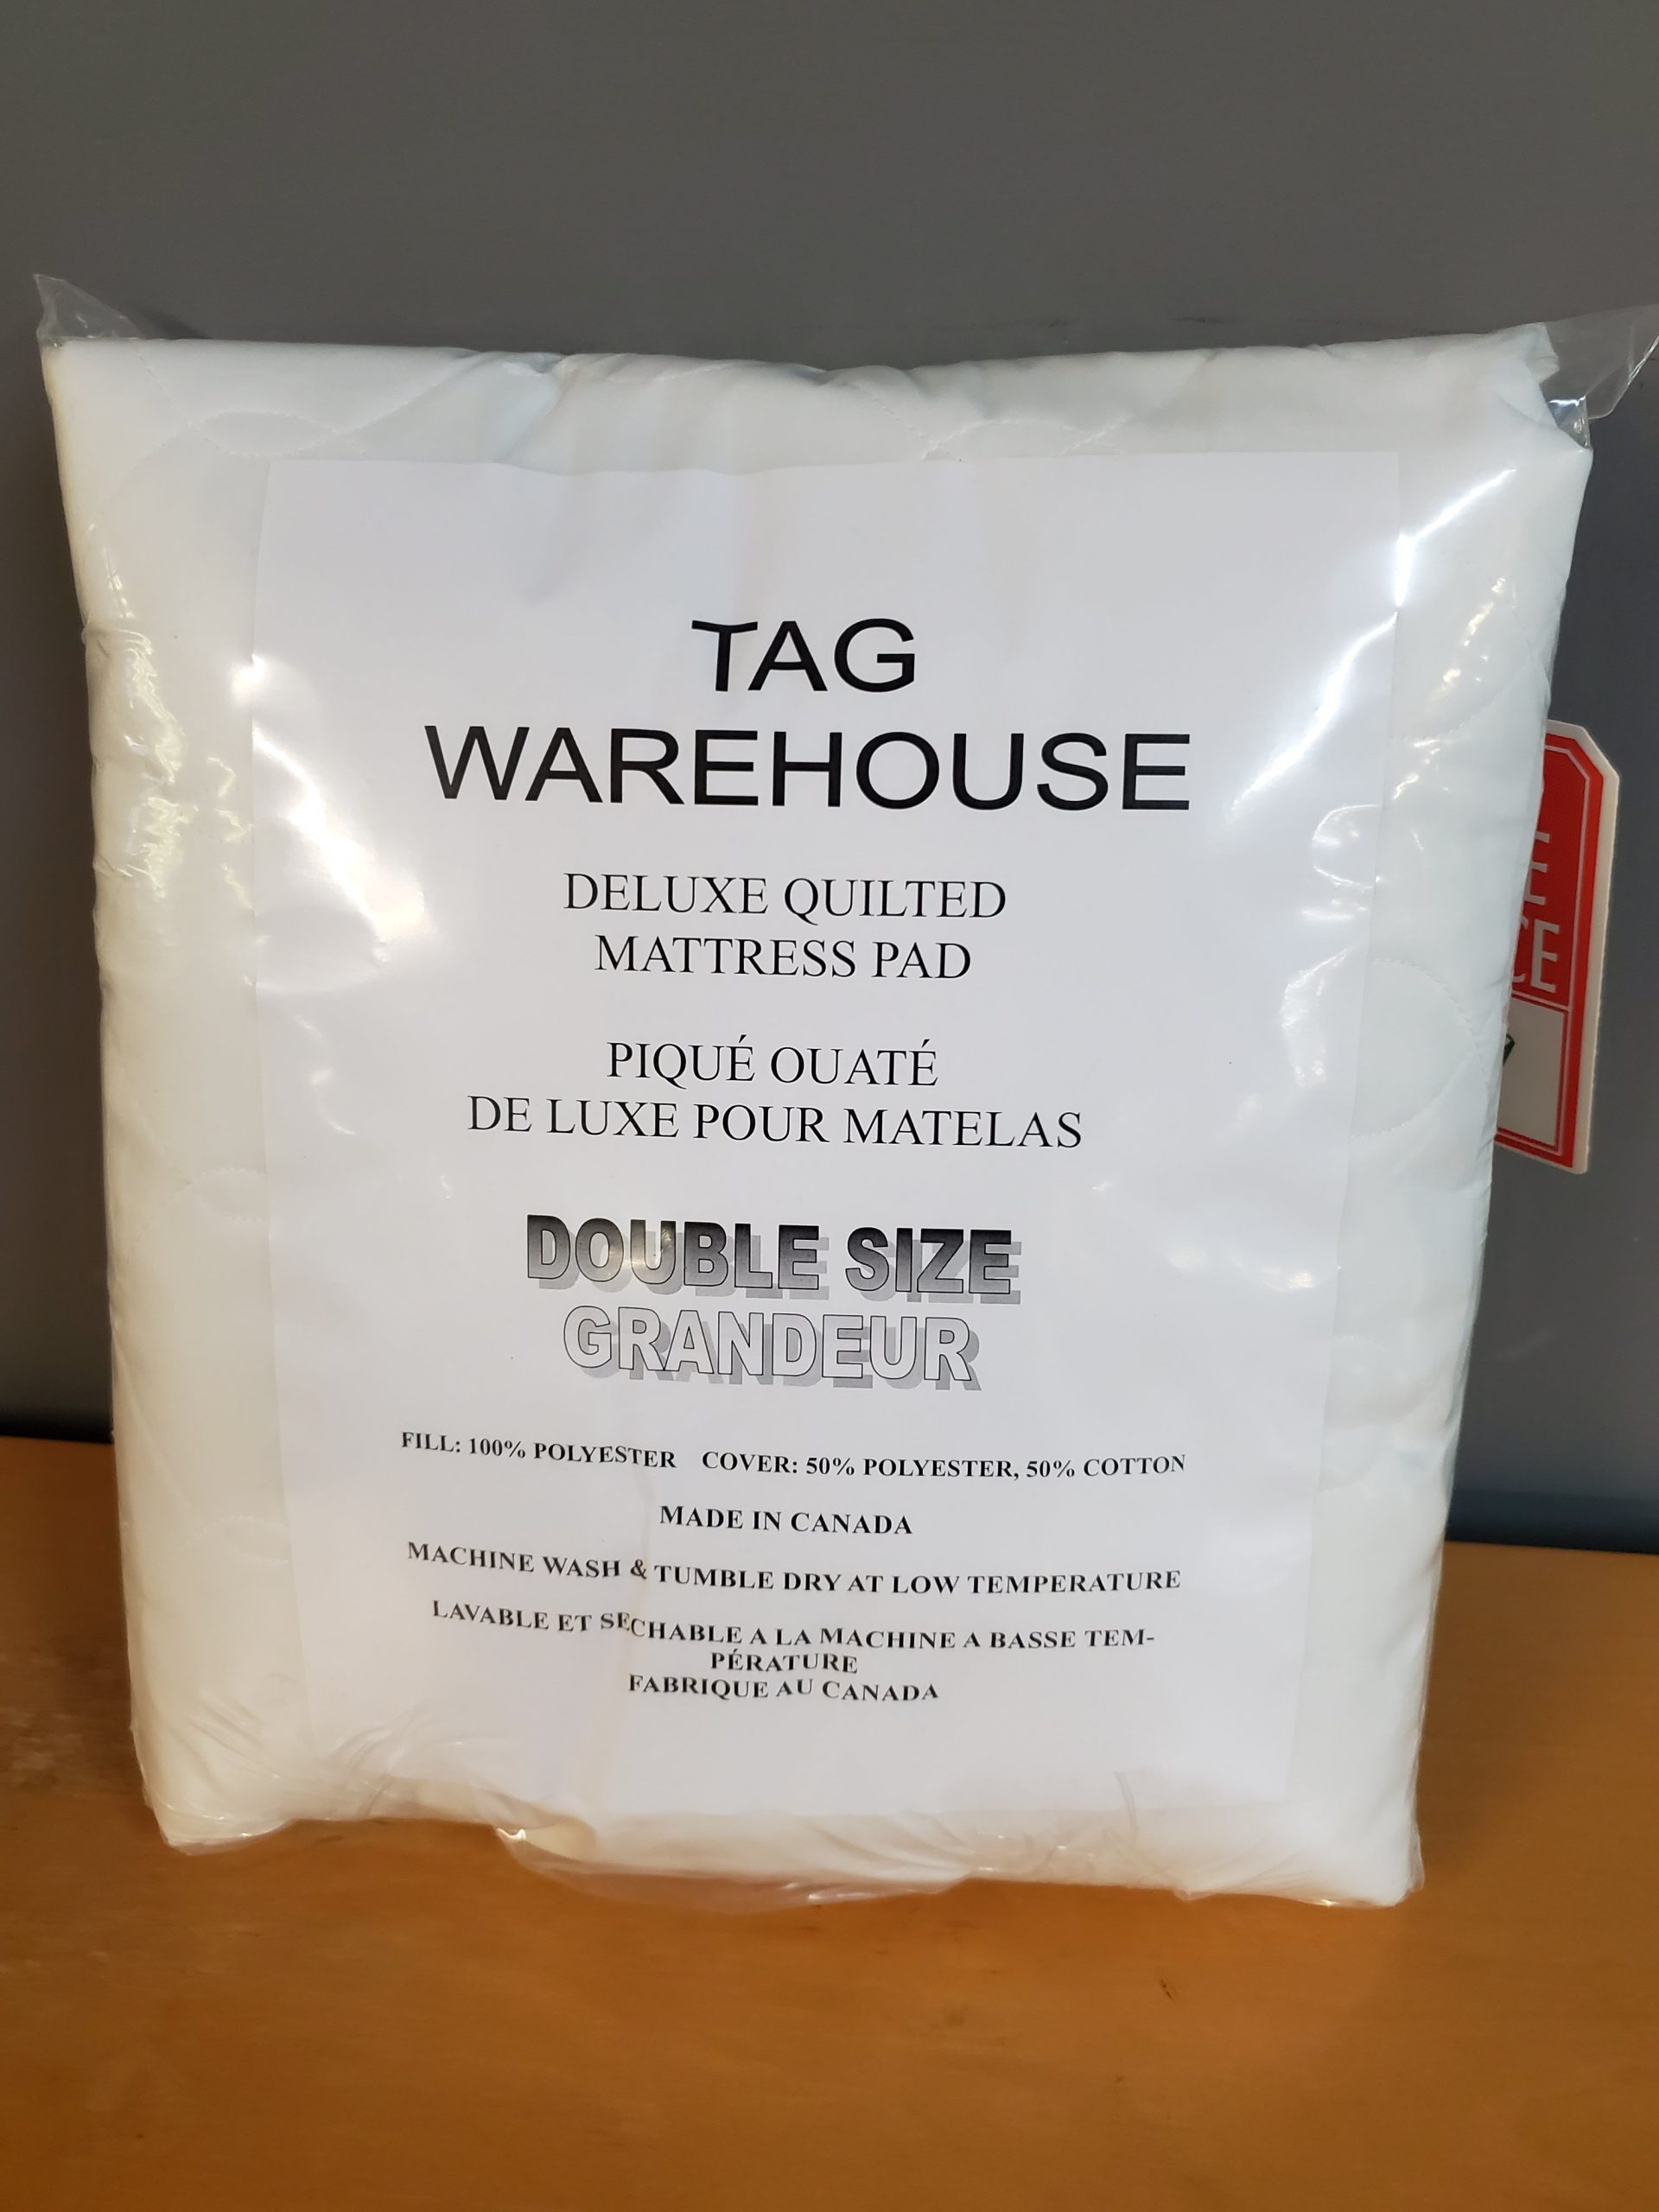 TAG
WAREHOUSE
DELUXE QUILTED
MATTRESS PAD
PIQUÉ OUATÉ
DE LUXE POUR MATELAS
DOUBLE SIZE
GRANDEUR
FILL: 100% POLYESTER COVER: 50% POLYESTER, 50% COTTON
MADE IN CANADA
MACHINE WASH & TUMBLE DRY AT LOW TEMPERATURE
LAVABLE ET SECHABLE A LA MACHINE A BASSE TEM-
PÉRATURE
FABRIQUE AU CANADA